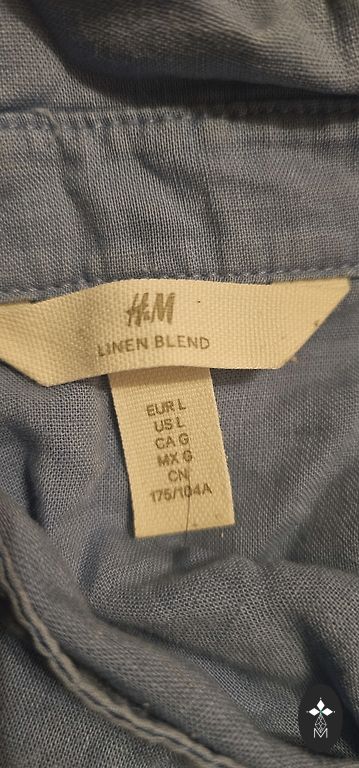 H&M
LINEN BLEND
EUR L
US L
CA G
MX G
CN
175/104A
M